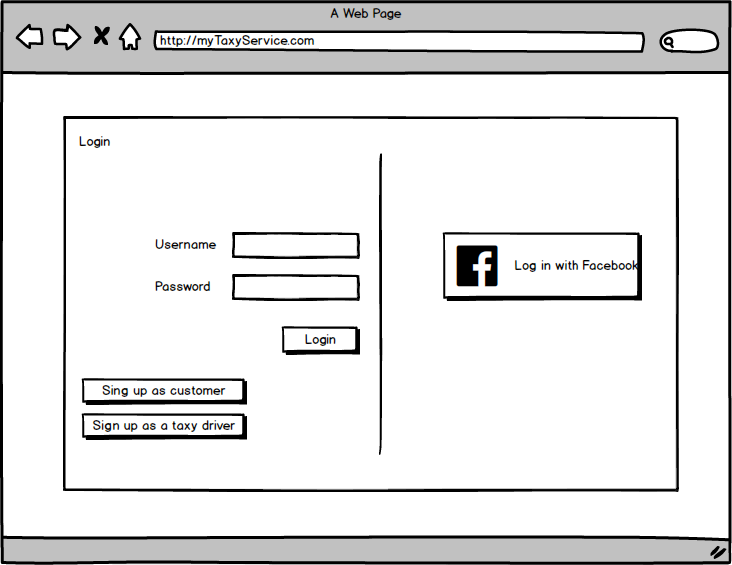 A Web Page
http://myTaxyService.com
Login
Username
Password
Login
Sing up as customer
Sign up as a taxy driver
Log in with Facebook